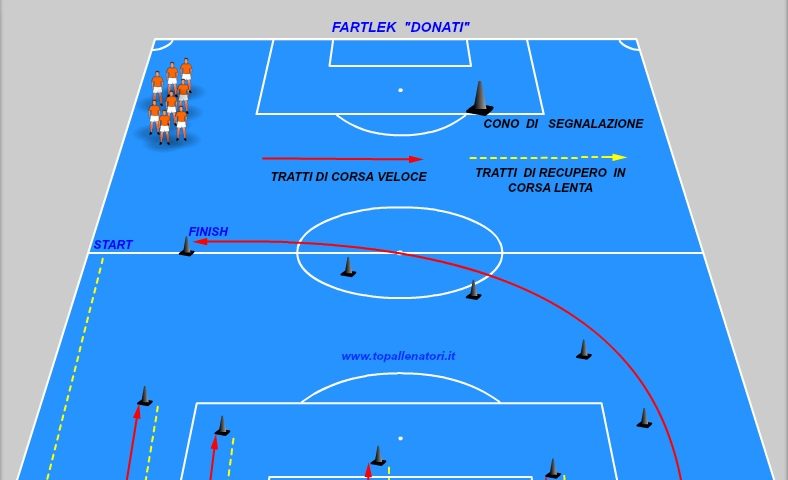 FARTLEK "DONATI"
CONO DI SEGNALAZIONE
TRATTI DI CORSA VELOCE
TRATTI DI RECUPERO IN
CORSA LENTA
START
FINISH
www.topallenatori.it